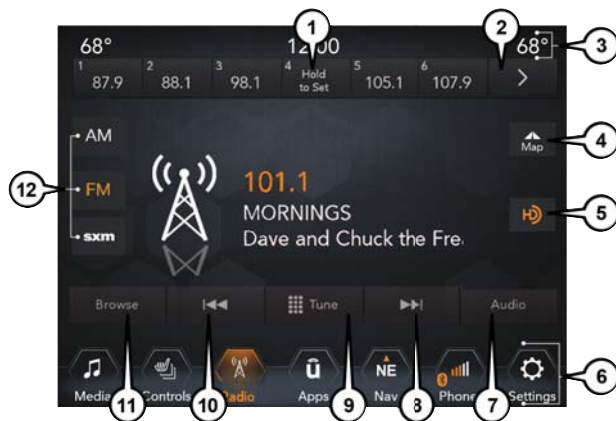 1 2 3
68° 12:00 68°
1 87.9 2 88.1 3 98.1 4 Hold to Set 5 105.1 6 107.9
AM
Map 4
12 FM
101.1
HD 5
MORNINGS
sxm
Dave and Chuck the Fre
Browse Tune Audio
NE
Media Controls Radio û Apps Nav Phone Settings 6
11 10 9 8 7